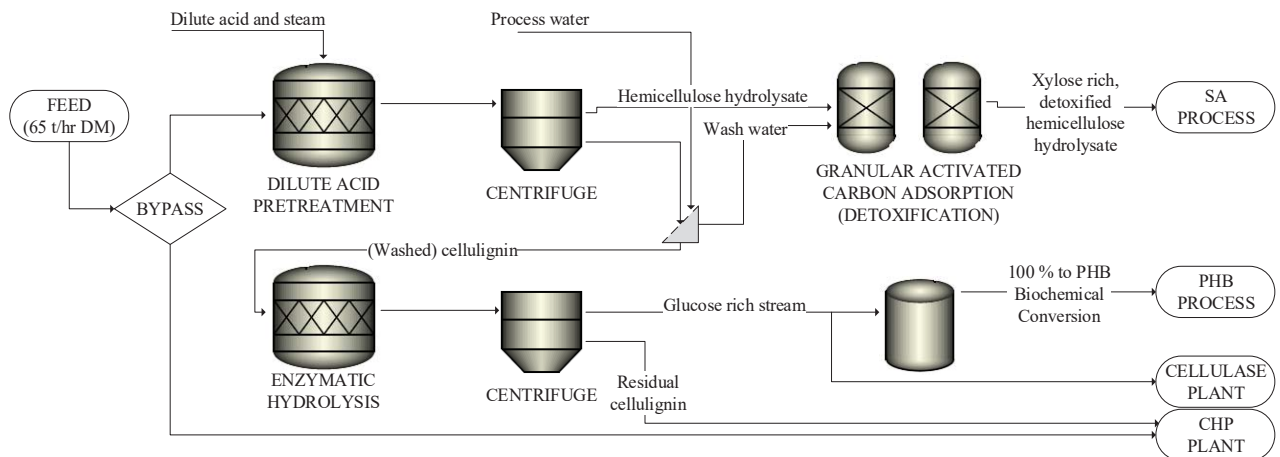 Dilute acid and steam
Process water
FEED
(65 t/hr DM)
Hemicellulose hydrolysate
Wash water
Xylose rich,
detoxified
hemicellulose
hydrolysate
SA
PROCESS
BYPASS
DILUTE ACID
PRETREATMENT
CENTRIFUGE
GRANULAR ACTIVATED
CARBON ADSORPTION
(DETOXIFICATION)
(Washed) cellulignin
Glucose rich stream
100 % to PHB
Biochemical
Conversion
PHB
PROCESS
ENZYMATIC
HYDROLYSIS
CENTRIFUGE
Residual
cellulignin
CELLULASE
PLANT
CHP
PLANT